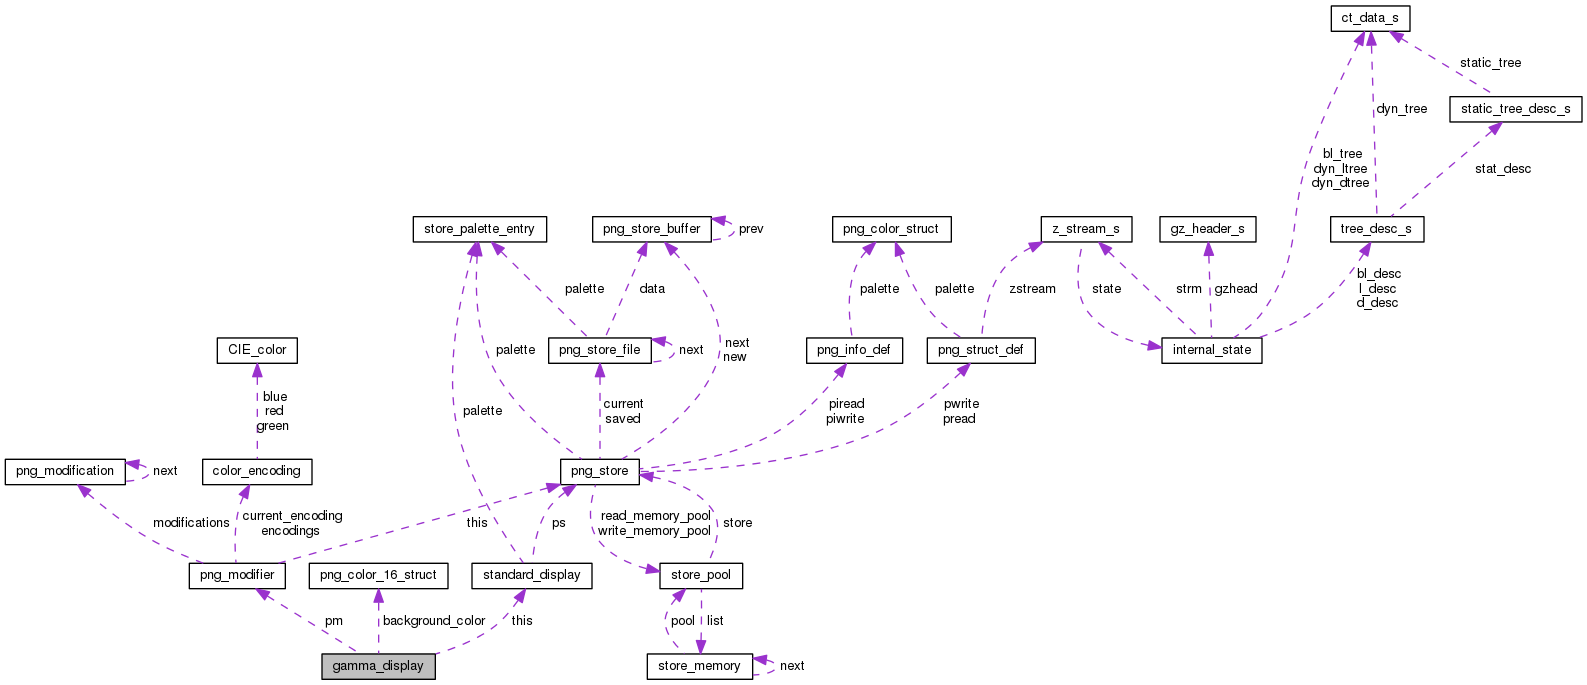 ct_data_s
static_tree
dyn_tree
static_tree_desc_s
bl_tree
dyn_ltree
dyn_dtree
stat_desc
store_palette_entry
png_store_buffer
prev
png_color_struct
z_stream_s
gz_header_s
tree_desc_s
palette
data
palette
palette
zstream
state
strm
gzhead
bl_desc
l_desc
d_desc
CIE_color
palette
png_store_file
next
next
new
png_info_def
png_struct_def
internal_state
blue
red
green
palette
current
saved
piread
piwrite
pwrite
pread
png_modification
next
color_encoding
png_store
modifications
current_encoding
encodings
this
ps
read_memory_pool
write_memory_pool
store
png_modifier
png_color_16_struct
standard_display
store_pool
pm
background_color
this
pool
list
gamma_display
store_memory
next